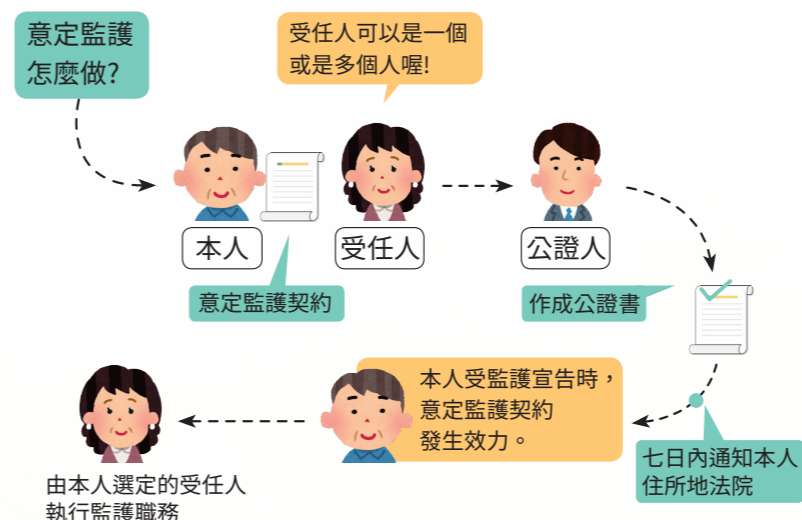 意定監護
怎麼做?
受任人可以是一個
或是多個人喔!
本人
受任人
公證人
意定監護契約
作成公證書
七日內通知本人
住所地法院
本人受監護宣告時，
意定監護契約
發生效力。
由本人選定的受任人
執行監護職務